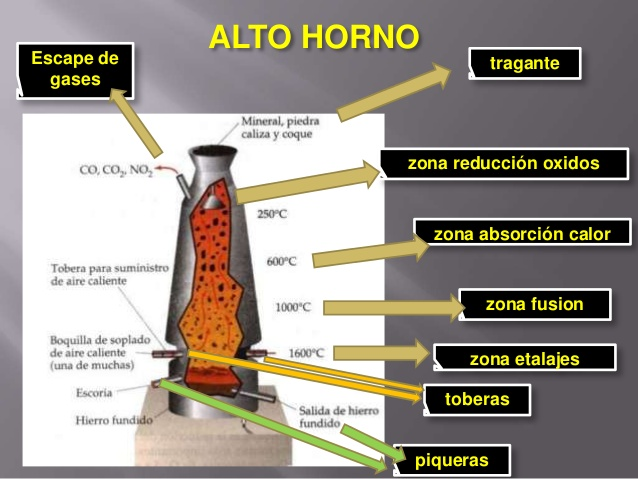 ALTO HORNO
Escape de
gases
tragante
Mineral, piedra
caliza y coque
CO, CO₂, NO₂
zona reducción oxidos
250°C
zona absorción calor
600°C
Tobera para suministro
de aire caliente
1000°C
zona fusion
Boquilla de soplado
de aire caliente
(una de muchas)
1600°C
zona etalajes
Escoria
toberas
Hierro fundido
Salida de hierro
fundido
piqueras